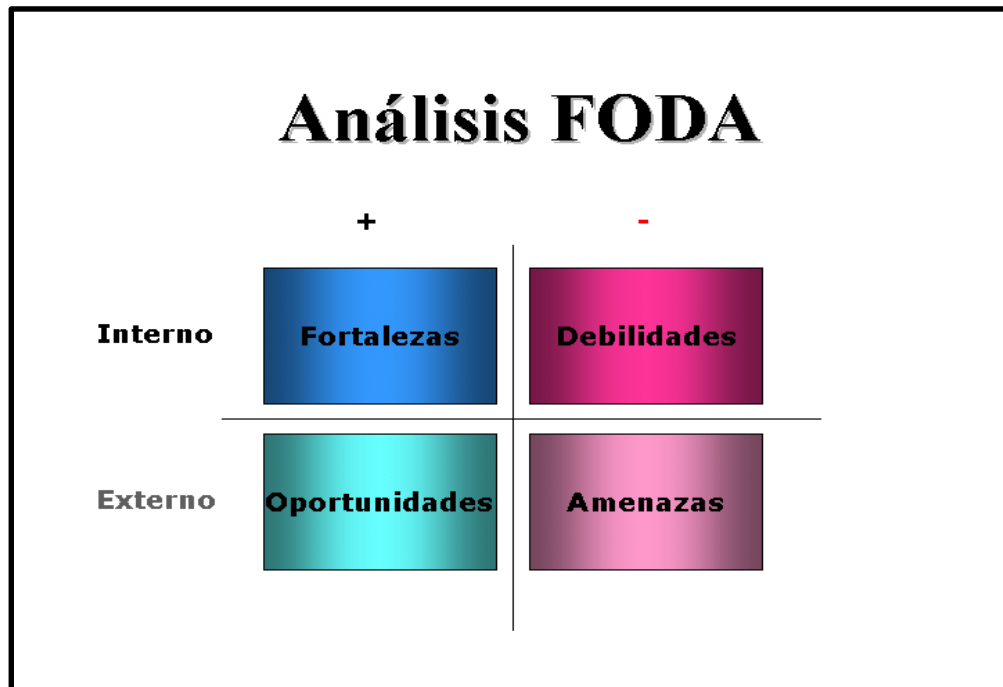 Análisis FODA
+ -
Interno Fortalezas Debilidades
Externo Oportunidades Amenazas